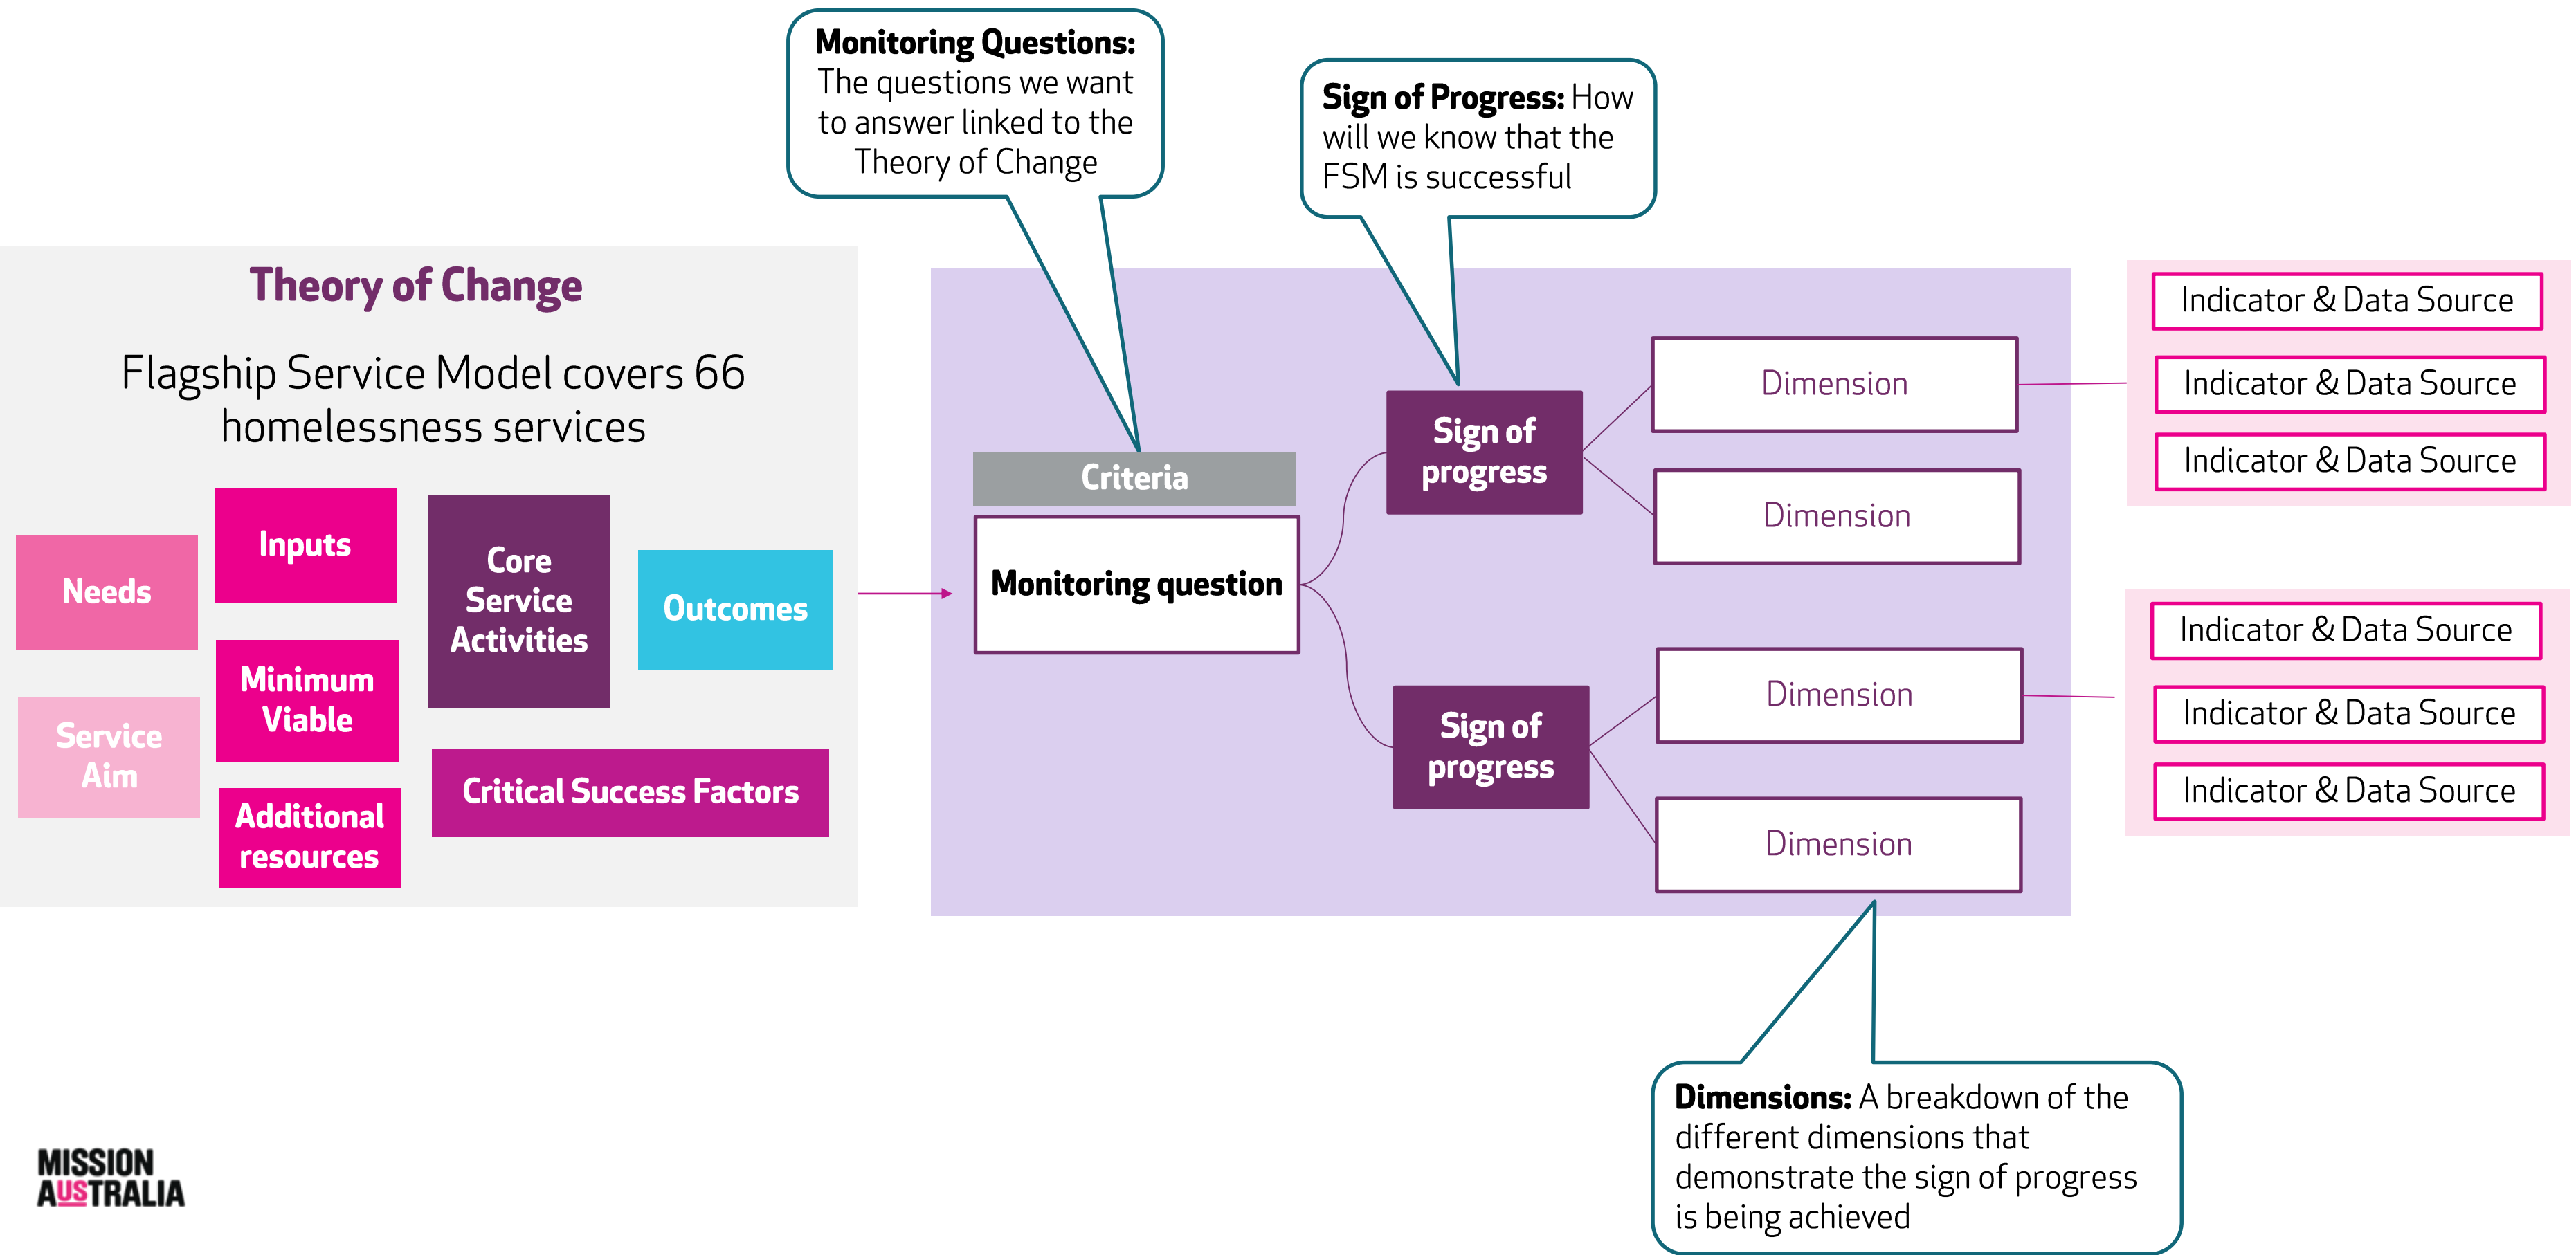 Monitoring Questions:
The questions we want
to answer linked to the
Theory of Change
Sign of Progress: How
will we know that the
FSM is successful
Theory of Change
Flagship Service Model covers 66
homelessness services
Needs
Service
Aim
Inputs
Minimum
Viable
Additional
resources
Core
Service
Activities
Outcomes
Critical Success Factors
Criteria
Monitoring question
Sign of
progress
Dimension
Dimension
Sign of
progress
Dimension
Dimension
Indicator & Data Source
Indicator & Data Source
Indicator & Data Source
Indicator & Data Source
Indicator & Data Source
Indicator & Data Source
Dimensions: A breakdown of the
different dimensions that
demonstrate the sign of progress
is being achieved
MISSION
AUSTRALIA